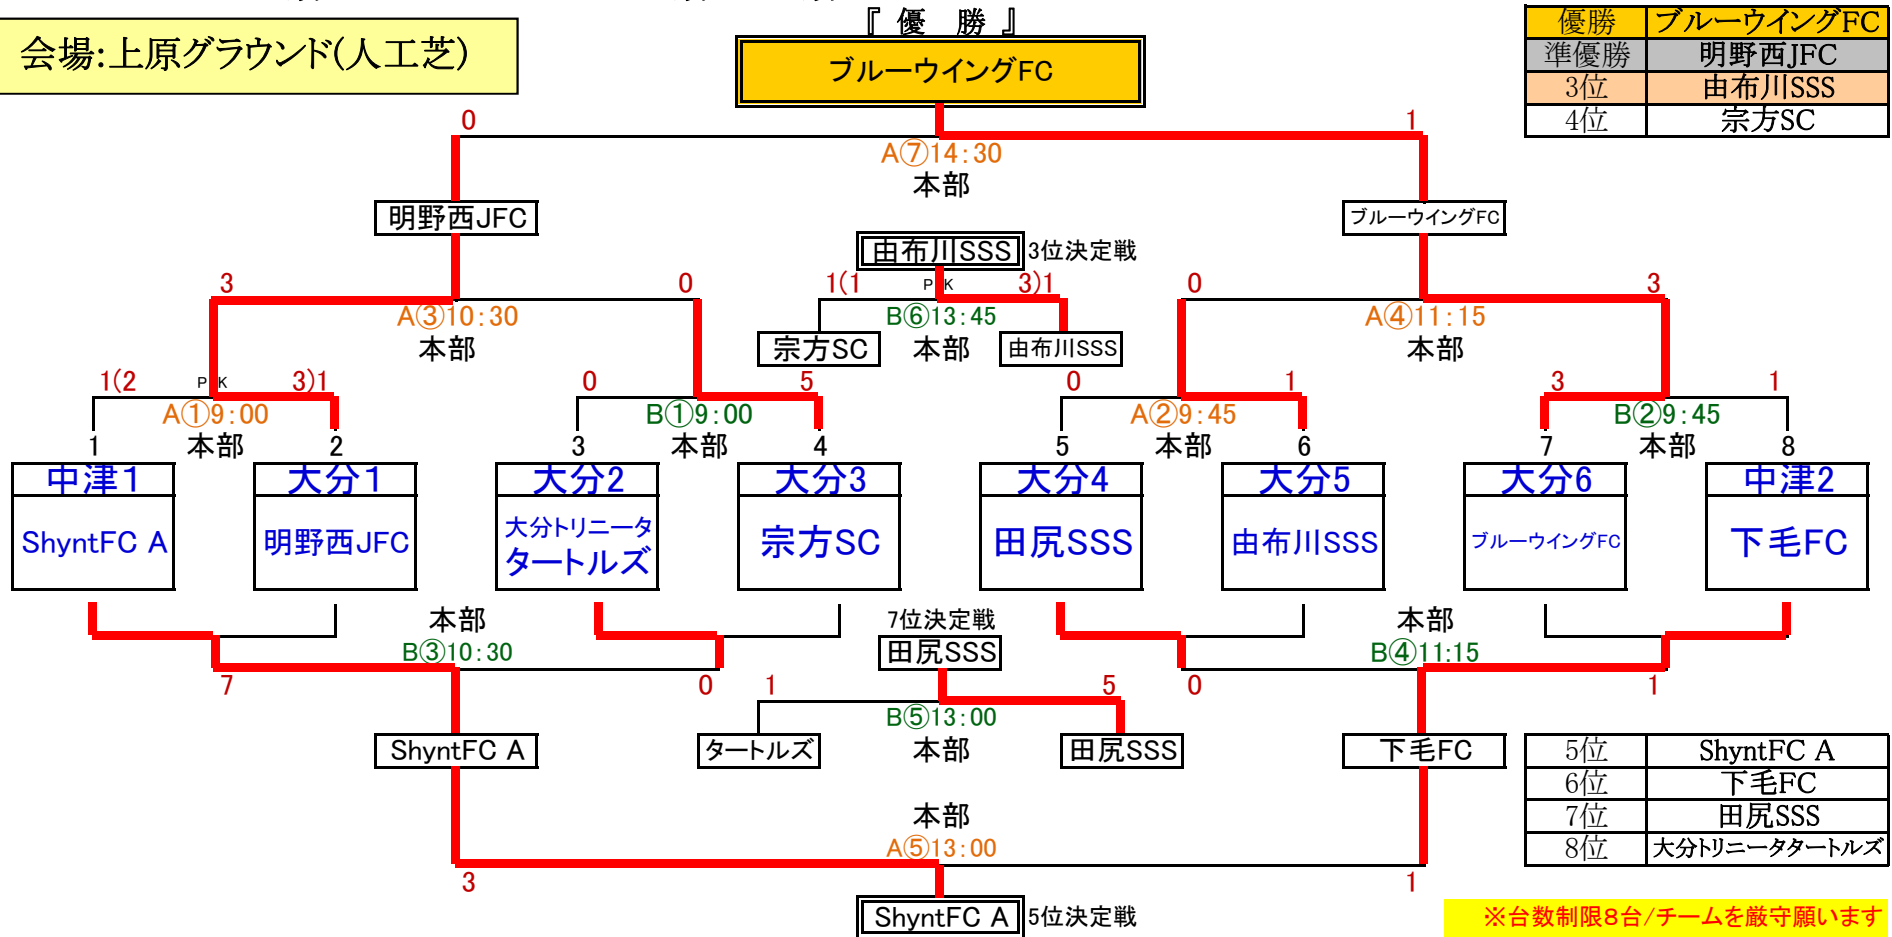 『 優　勝 』
会場:上原グラウンド(人工芝)
ブルーウイングFC
優勝 ブルーウイングFC
準優勝 明野西JFC
3位 由布川SSS
4位 宗方SC
0 1
A⑦14:30
本部
明野西JFC ブルーウイングFC
由布川SSS 3位決定戦
3 0 1(1 PK 3)1 0 3
A③10:30 B⑥13:45 A④11:15
本部 宗方SC 本部 由布川SSS 本部
1(2 PK 3)1 0 5 0 1 3 1
A①9:00 B①9:00 A②9:45 B②9:45
1 本部 2 3 本部 4 5 本部 6 7 本部 8
中津1 大分1 大分2 大分3 大分4 大分5 大分6 中津2
ShyntFC A 明野西JFC 大分トリニータ
タートルズ 宗方SC 田尻SSS 由布川SSS ブルーウイングFC 下毛FC
本部 7位決定戦 本部
B③10:30 田尻SSS B④11:15
7 0 1 5 0 1
B⑤13:00
ShyntFC A タートルズ 本部 田尻SSS 下毛FC
5位 ShyntFC A
6位 下毛FC
7位 田尻SSS
8位 大分トリニータタートルズ
本部
A⑤13:00
3 1
ShyntFC A 5位決定戦
※台数制限8台/チームを厳守願います